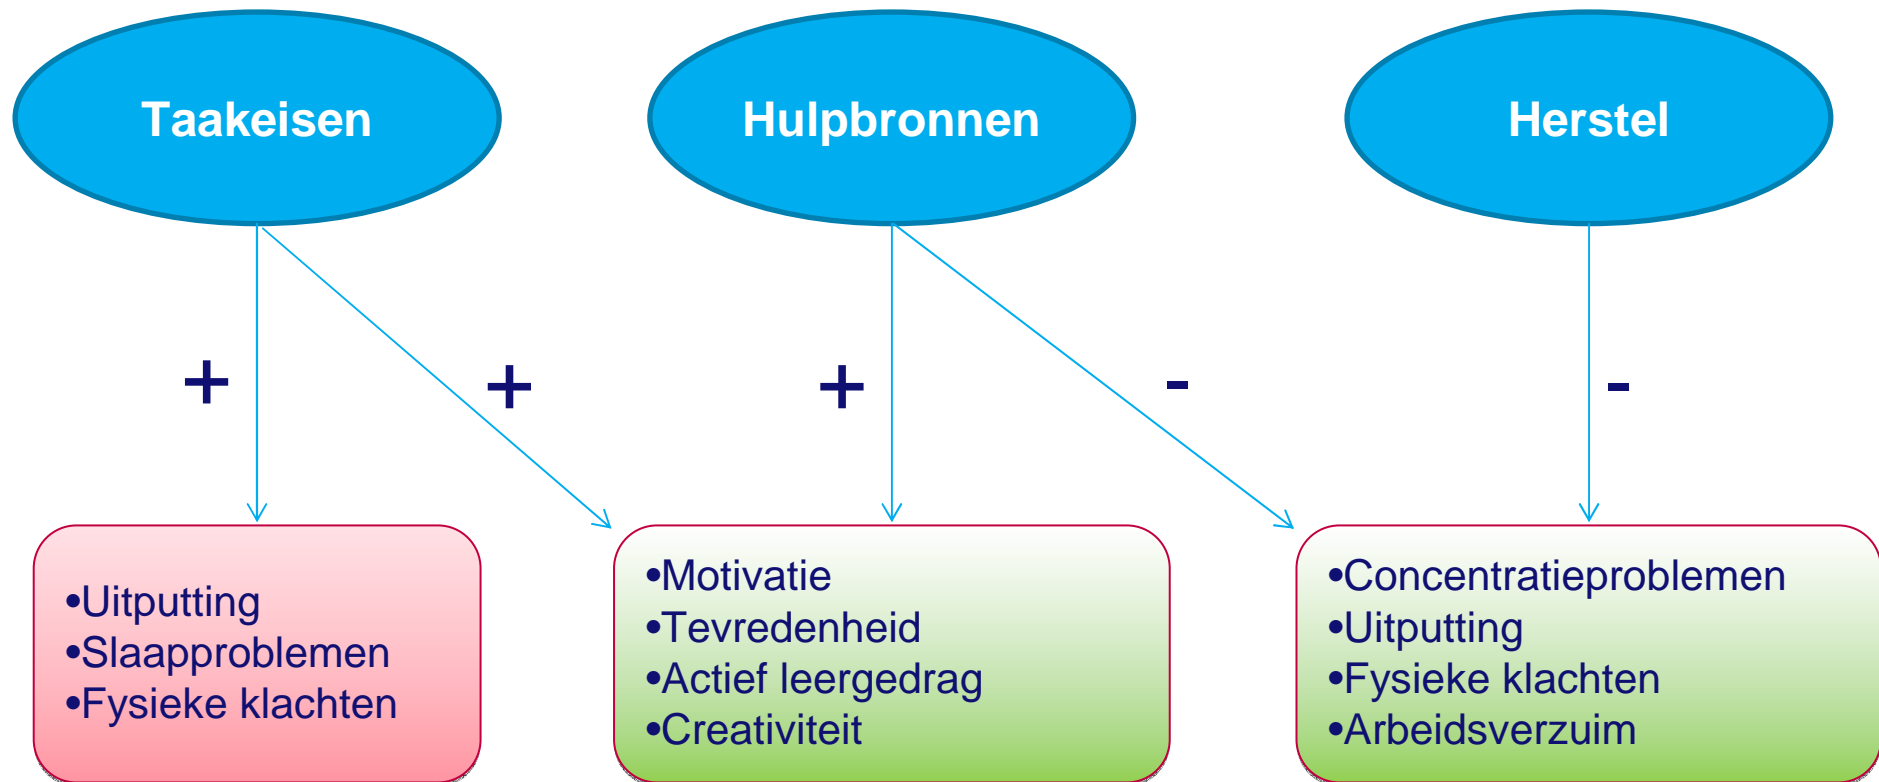 Taakeisen
Hulpbronnen
Herstel
+
+
+
-
-
•Uitputting
•Slaapproblemen
•Fysieke klachten
•Motivatie
•Tevredenheid
•Actief leergedrag
•Creativiteit
•Concentratieproblemen
•Uitputting
•Fysieke klachten
•Arbeidsverzuim